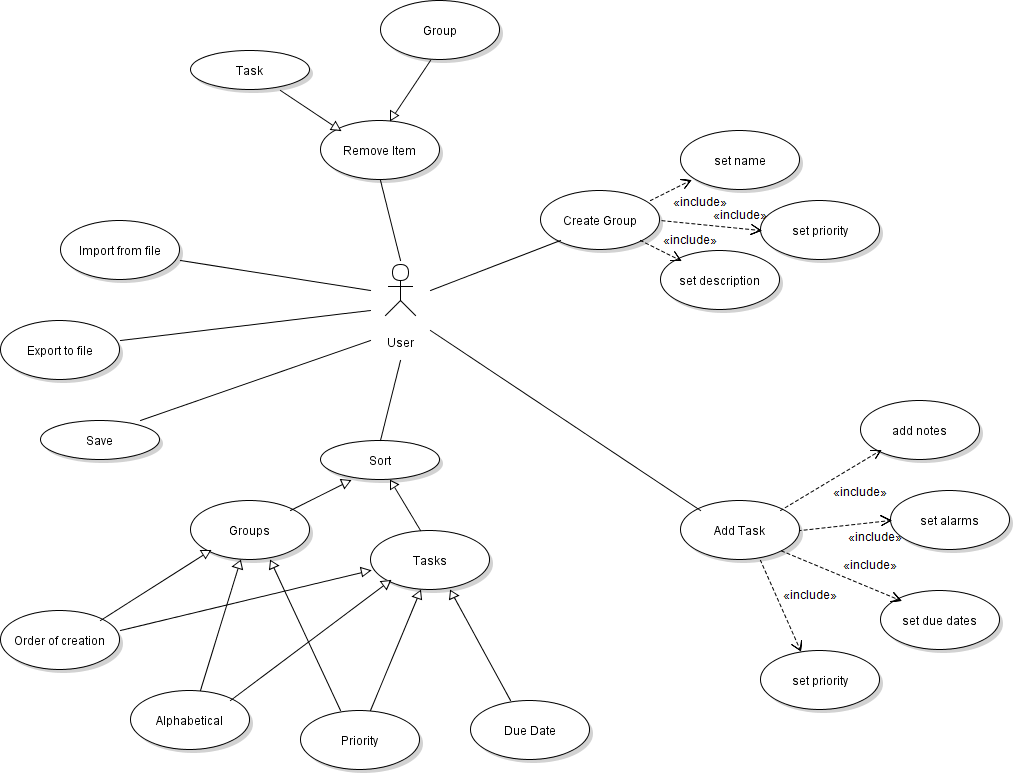 Group
Task
Remove Item
set name
«include»
Create Group
«include»
set priority
«include»
set description
Import from file
User
Export to file
Save
Sort
add notes
«include»
Groups
Add Task
set alarms
«include»
Tasks
«include»
«include»
set due dates
Order of creation
set priority
Alphabetical
Priority
Due Date